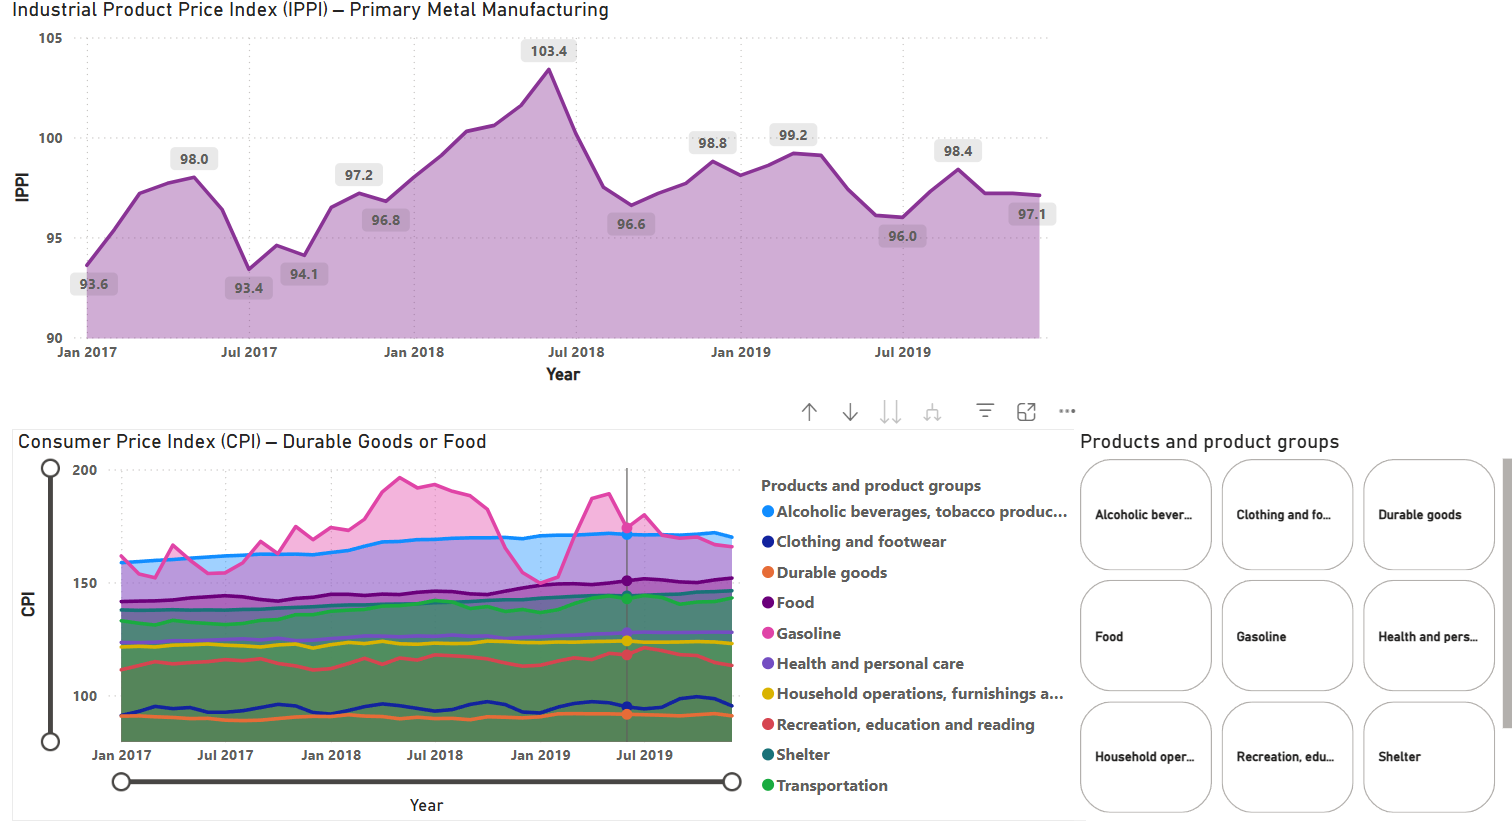 Industrial Product Price Index (IPPI) – Primary Metal Manufacturing
105
103.4
100
98.0
97.2
98.8
99.2
98.4
IPPI
96.8
96.6
97.1
95
96.0
94.1
93.6
93.4
90
Jan 2017 Jul 2017 Jan 2018 Jul 2018 Jan 2019 Jul 2019
Year
Consumer Price Index (CPI) – Durable Goods or Food
200
150
CPI
100
Jan 2017 Jul 2017 Jan 2018 Jul 2018 Jan 2019 Jul 2019
Year
Products and product groups
Alcoholic beverages, tobacco produc...
Clothing and footwear
Durable goods
Food
Gasoline
Health and personal care
Household operations, furnishings a...
Recreation, education and reading
Shelter
Transportation
Products and product groups
Alcoholic bever... Clothing and fo... Durable goods
Food Gasoline Health and pers...
Household oper... Recreation, edu... Shelter